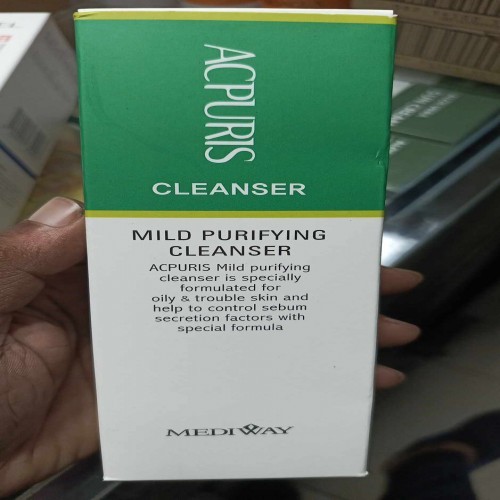 ACPURIS
CLEANSER
MILD PURIFYING
CLEANSER
ACPURIS Mild purifying
cleanser is specially
formulated for
oily & trouble skin and
help to control sebum
secretion factors with
special formula
MEDIWAY